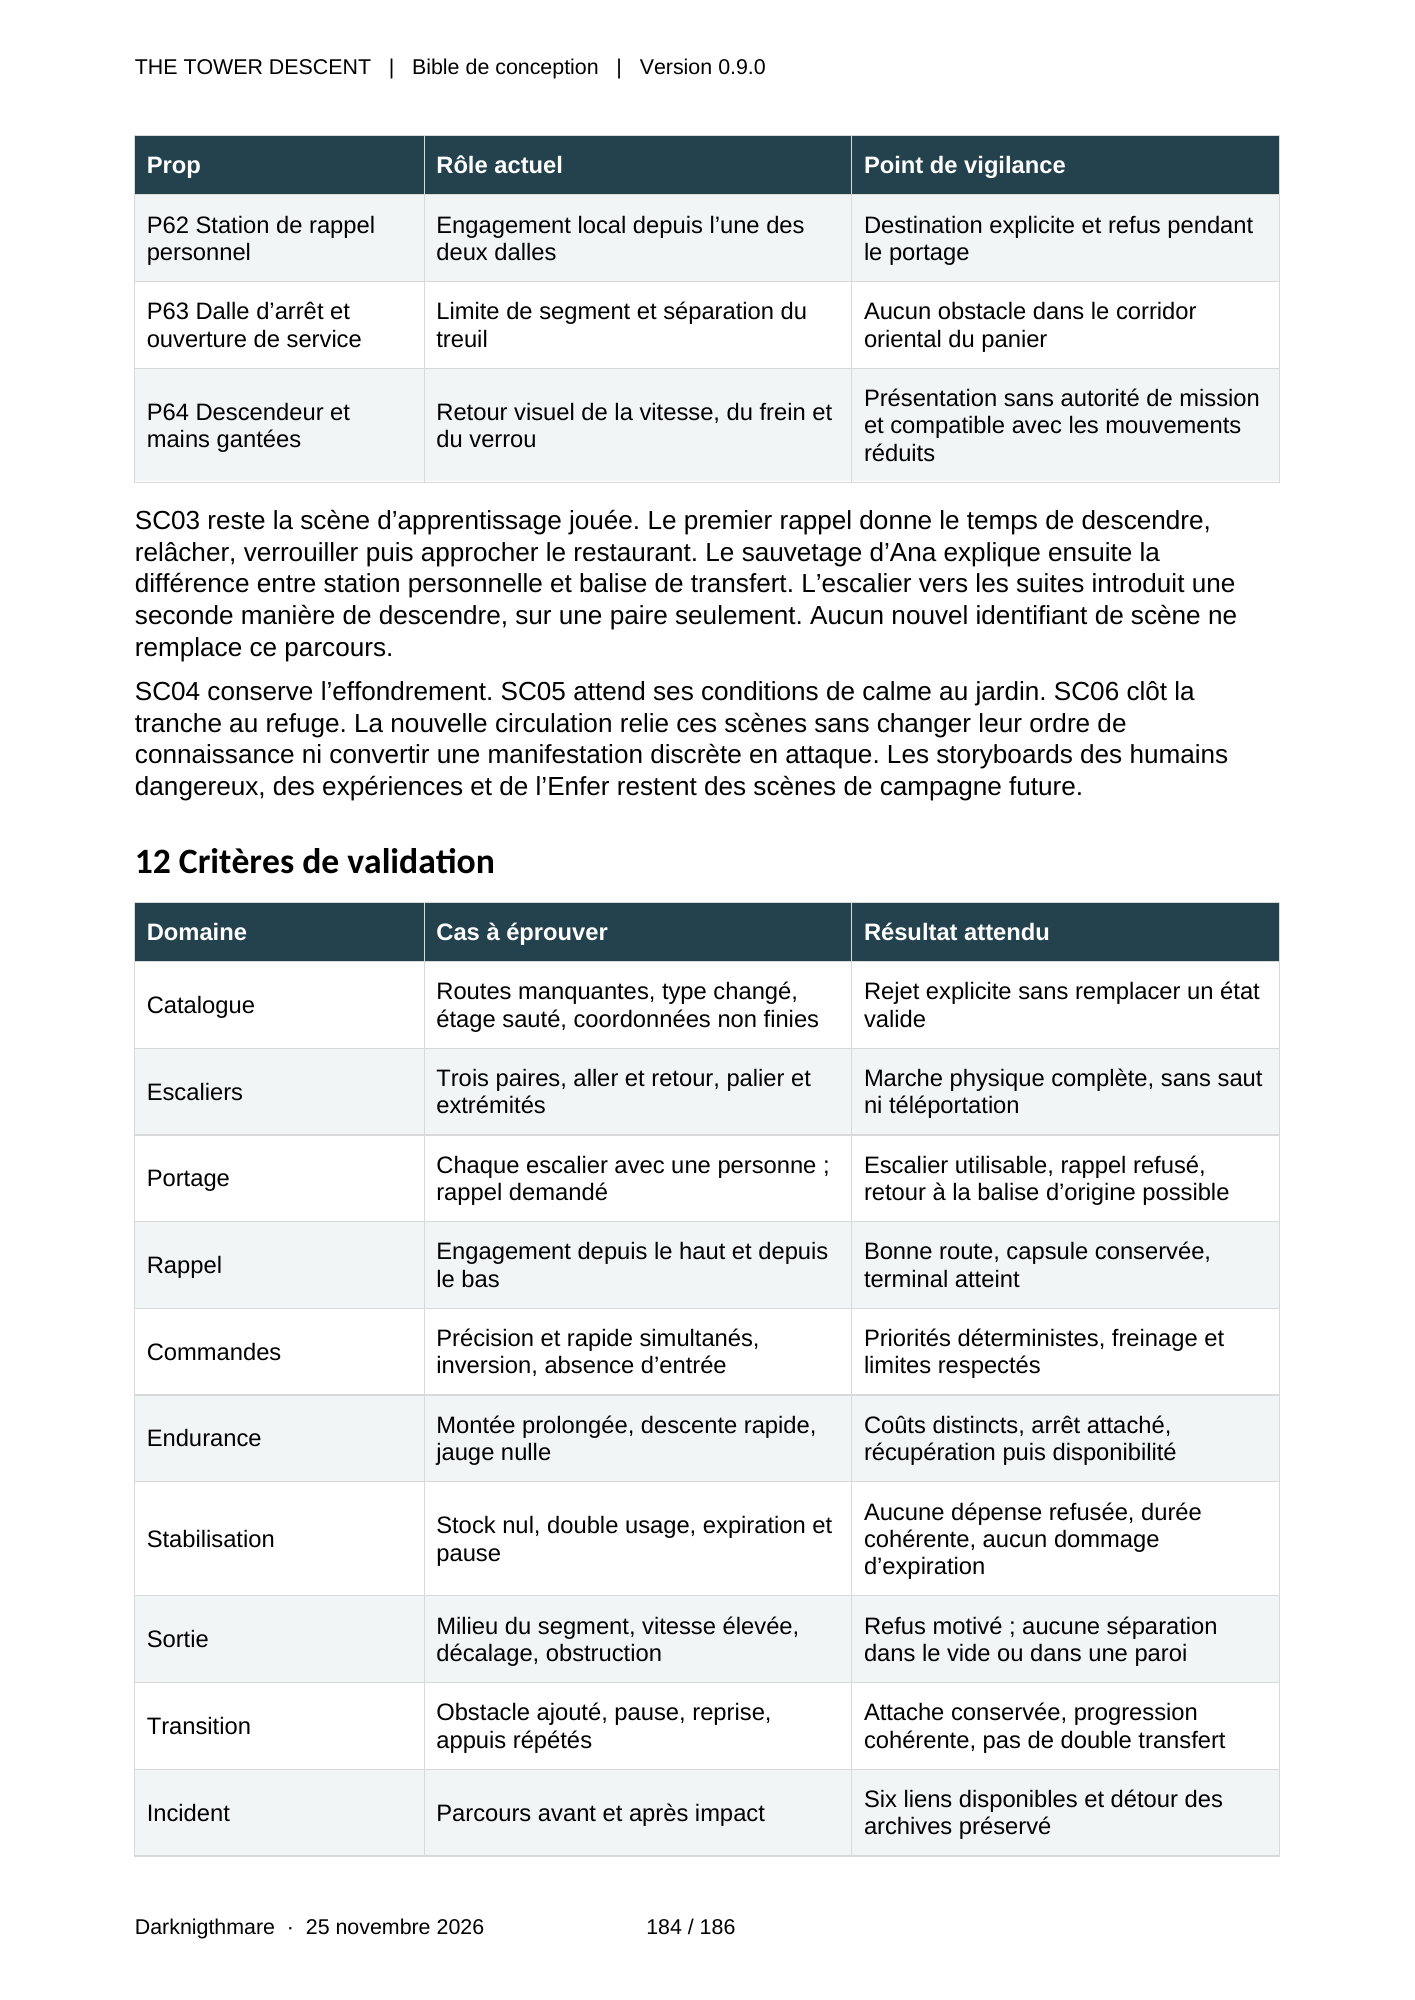 THE TOWER DESCENT | Bible de conception | Version 0.9.0
Prop
Rôle actuel
Point de vigilance
P62 Station de rappel
personnel
Engagement local depuis l’une des
deux dalles
Destination explicite et refus pendant
le portage
P63 Dalle d’arrêt et
ouverture de service
Limite de segment et séparation du
treuil
Aucun obstacle dans le corridor
oriental du panier
P64 Descendeur et
mains gantées
Retour visuel de la vitesse, du frein et
du verrou
Présentation sans autorité de mission
et compatible avec les mouvements
réduits
SC03 reste la scène d’apprentissage jouée. Le premier rappel donne le temps de descendre,
relâcher, verrouiller puis approcher le restaurant. Le sauvetage d’Ana explique ensuite la
différence entre station personnelle et balise de transfert. L’escalier vers les suites introduit une
seconde manière de descendre, sur une paire seulement. Aucun nouvel identifiant de scène ne
remplace ce parcours.
SC04 conserve l’effondrement. SC05 attend ses conditions de calme au jardin. SC06 clôt la
tranche au refuge. La nouvelle circulation relie ces scènes sans changer leur ordre de
connaissance ni convertir une manifestation discrète en attaque. Les storyboards des humains
dangereux, des expériences et de l’Enfer restent des scènes de campagne future.
12 Critères de validation
Domaine
Cas à éprouver
Résultat attendu
Catalogue
Routes manquantes, type changé,
étage sauté, coordonnées non finies
Rejet explicite sans remplacer un état
valide
Escaliers
Trois paires, aller et retour, palier et
extrémités
Marche physique complète, sans saut
ni téléportation
Portage
Chaque escalier avec une personne ;
rappel demandé
Escalier utilisable, rappel refusé,
retour à la balise d’origine possible
Rappel
Engagement depuis le haut et depuis
le bas
Bonne route, capsule conservée,
terminal atteint
Commandes
Précision et rapide simultanés,
inversion, absence d’entrée
Priorités déterministes, freinage et
limites respectés
Endurance
Montée prolongée, descente rapide,
jauge nulle
Coûts distincts, arrêt attaché,
récupération puis disponibilité
Stabilisation
Stock nul, double usage, expiration et
pause
Aucune dépense refusée, durée
cohérente, aucun dommage
d’expiration
Sortie
Milieu du segment, vitesse élevée,
décalage, obstruction
Refus motivé ; aucune séparation
dans le vide ou dans une paroi
Transition
Obstacle ajouté, pause, reprise,
appuis répétés
Attache conservée, progression
cohérente, pas de double transfert
Incident
Parcours avant et après impact
Six liens disponibles et détour des
archives préservé
Darknigthmare · 25 novembre 2026
184 / 186